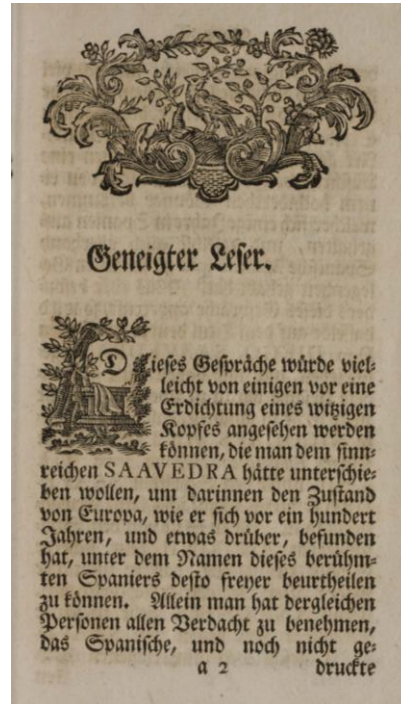 Geneigter Leser.
Dieses Gespräche würde viel-
leicht von einigen vor eine
Erdichtung eines witzigen
Kopfes angesehen werden
können, die man dem sinn-
reichen SAAVEDRA hätte unterschie-
ben wollen, um darinnen den Zustand
von Europa, wie er sich vor ein hundert
Jahren, und etwas drüber, befunden
hat, unter dem Namen dieses berühm-
ten Spaniers desto freyer beurtheilen
zu können. Allein man hat dergleichen
Personen allen Verdacht zu benehmen,
das Spanische, und noch nicht ge-
a 2 druckte